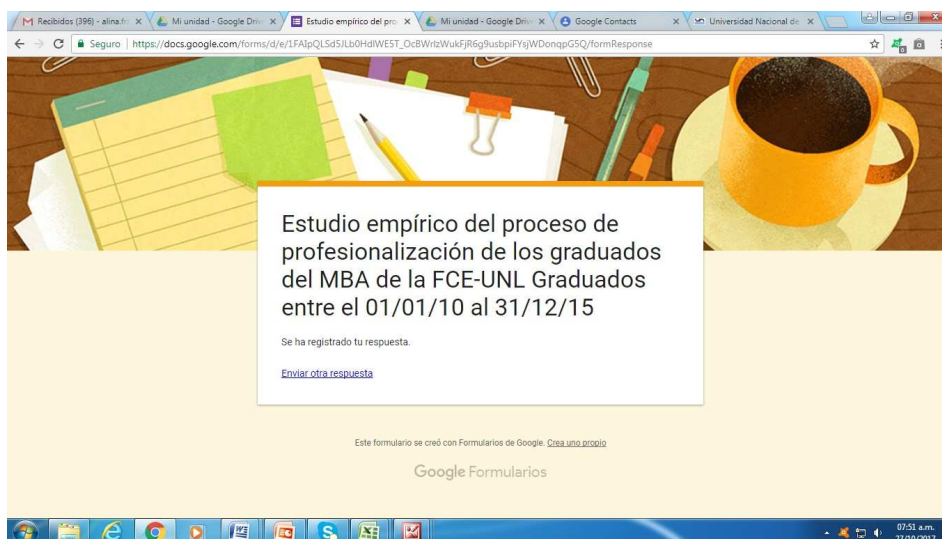 Recibidos (396) - alina.fr
Mi unidad - Google Driv
Estudio empírico del pro
Mi unidad - Google Driv
Google Contacts
Universidad Nacional de
Seguro | https://docs.google.com/forms/d/e/1FAIpQLSd5JLb0HdIWE5T_OcBWrlzWukFjR6g9usbpiFYsjWDonqpG5Q/formResponse
Estudio empírico del proceso de
profesionalización de los graduados
del MBA de la FCE-UNL Graduados
entre el 01/01/10 al 31/12/15
Se ha registrado tu respuesta.
Enviar otra respuesta
Este formulario se creó con Formularios de Google. Crea uno propio
Google Formularios
07:51 a.m.
27/10/2017